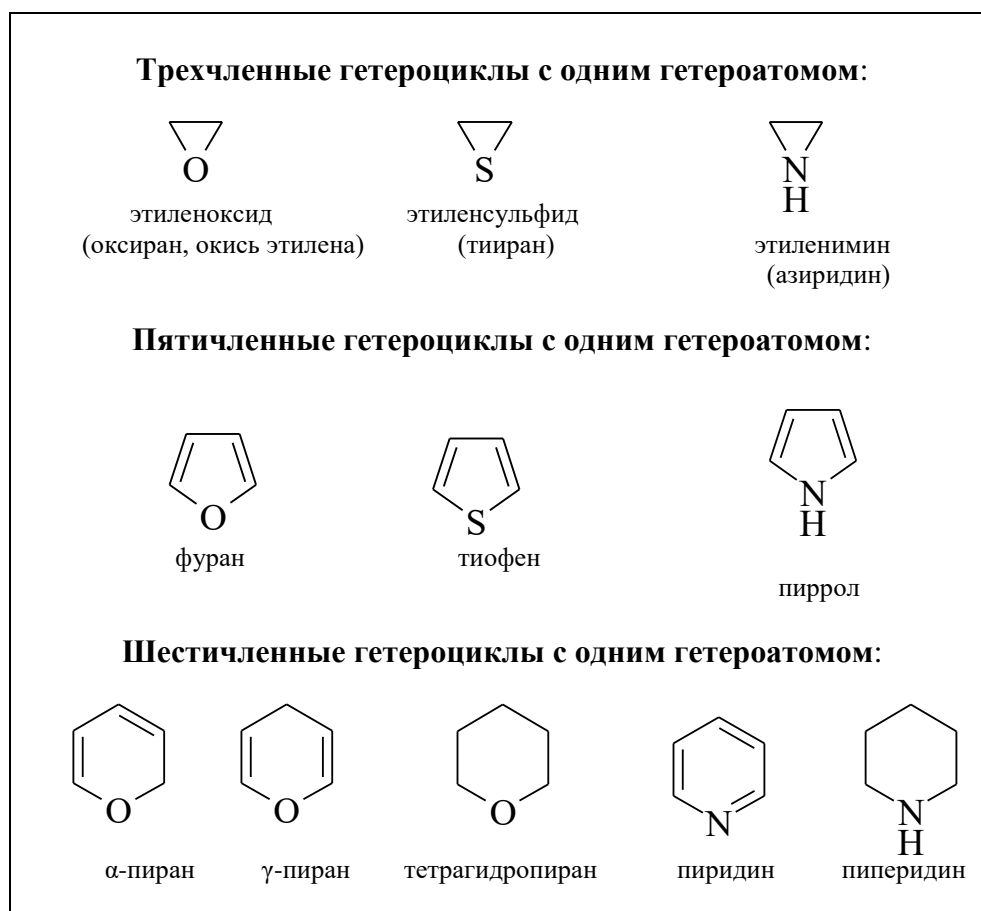 Трехчленные гетероциклы с одним гетероатомом:
O S N
H
этиленоксид этиленсульфид этиленимин
(оксиран, окись этилена) (тииран) (азиридин)
Пятичленные гетероциклы с одним гетероатомом:
O S N
H
фуран тиофен пиррол
Шестичленные гетероциклы с одним гетероатомом:
O O O N N
H
α-пиран γ-пиран тетрагидропиран пиридин пиперидин